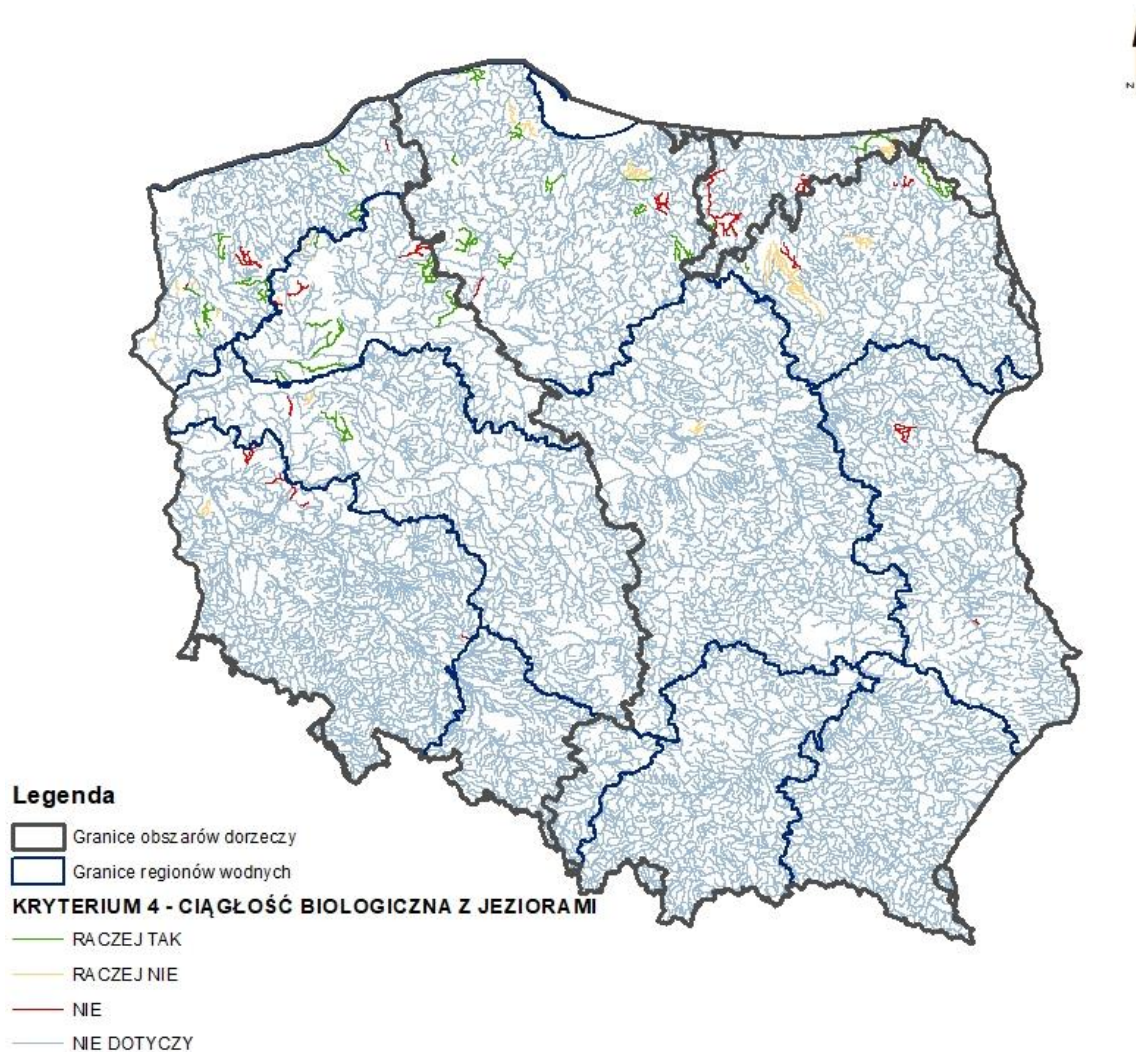 z
Legenda
Granice obszarów dorzeczy
Granice regionów wodnych
KRYTERIUM 4 - CIĄGŁOŚĆ BIOLOGICZNA Z JEZIORAMI
RACZEJ TAK
RACZEJ NIE
NIE
NIE DOTYCZY